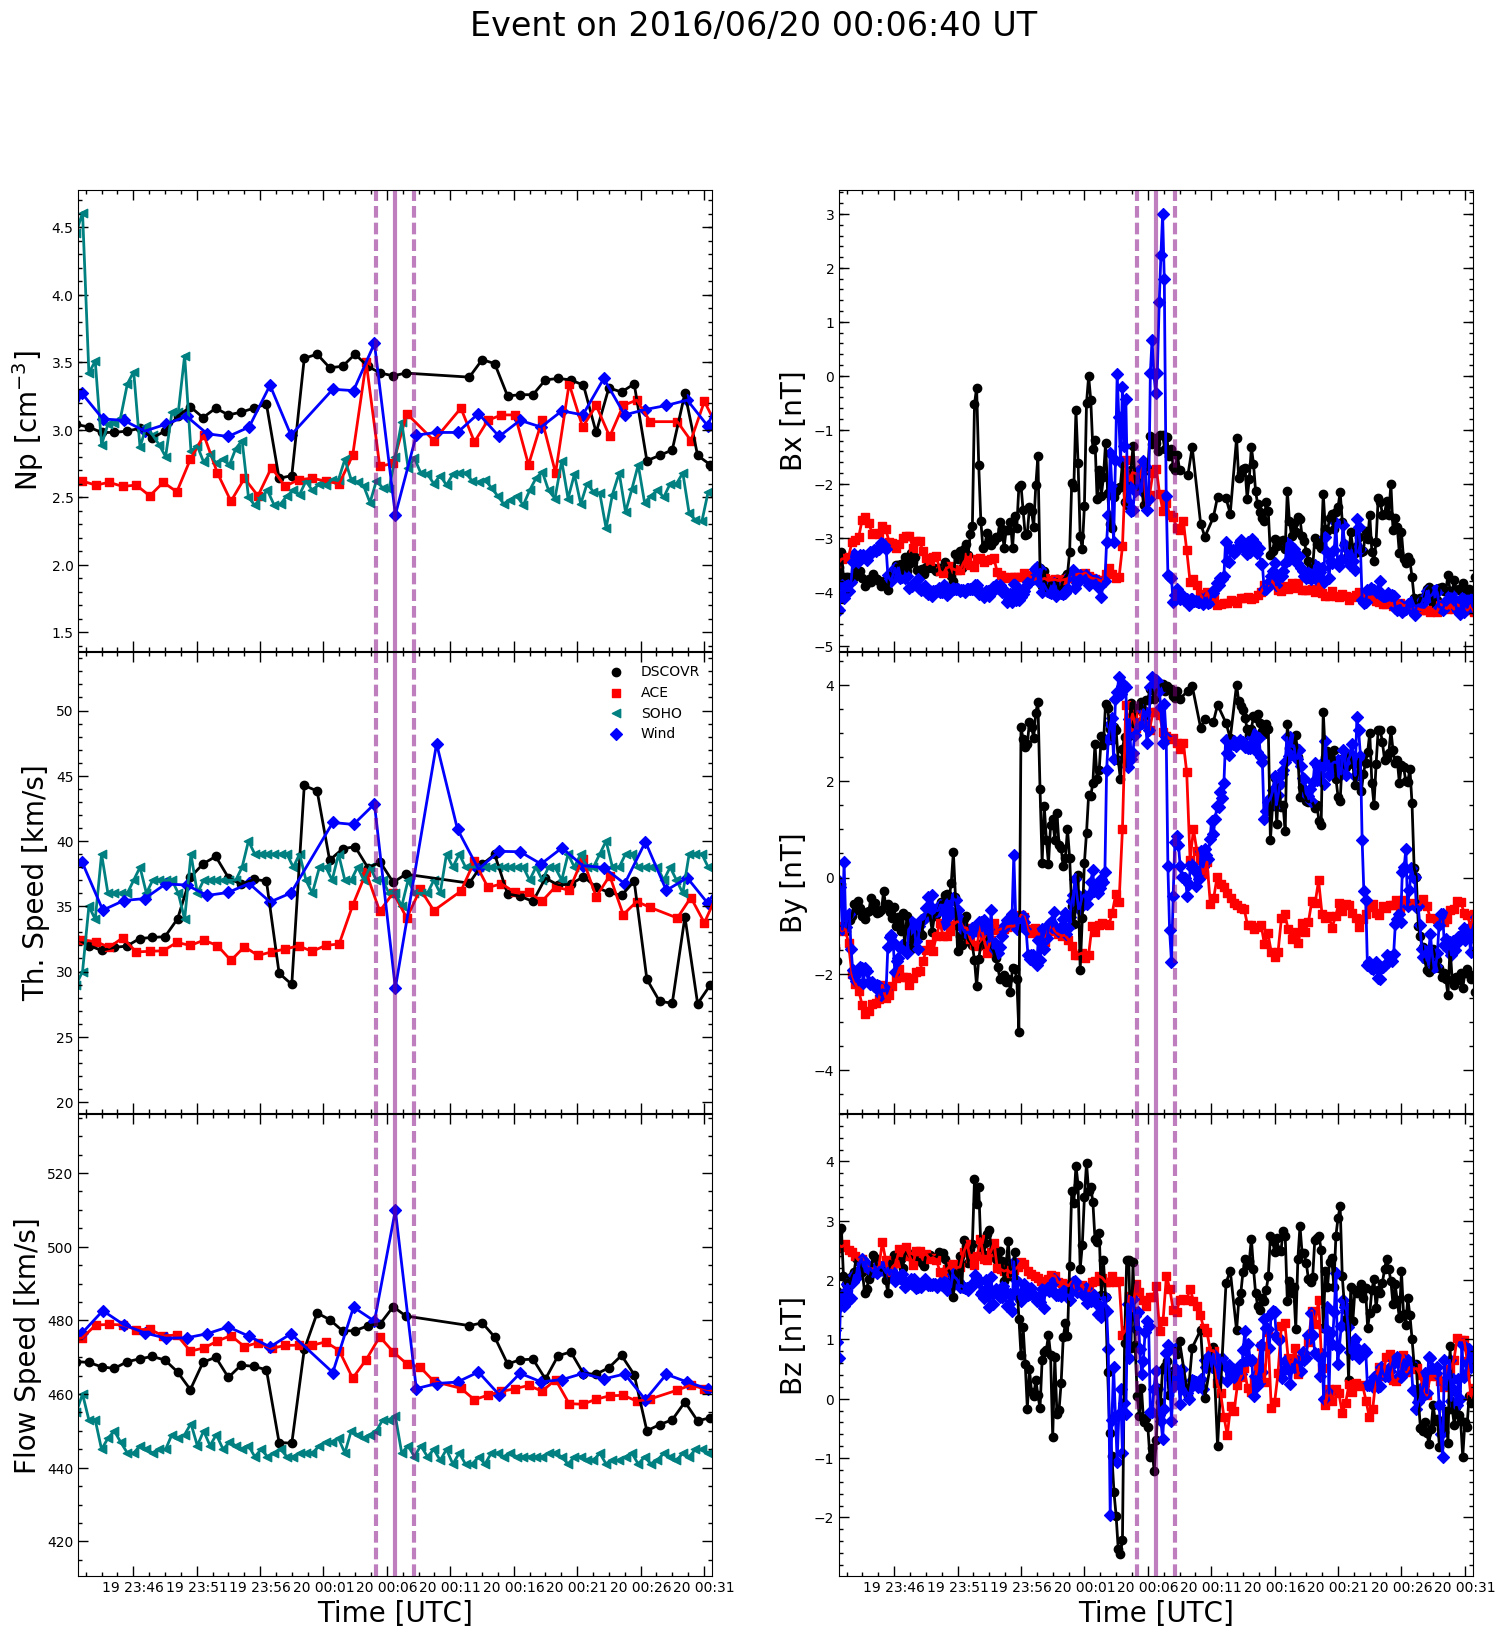 Event on 2016/06/20 00:06:40 UT
Np [cm⁻³]
4.5
4.0
3.5
3.0
2.5
2.0
1.5
Th. Speed [km/s]
50
45
40
35
30
25
20
DSCOVR
ACE
SOHO
Wind
Flow Speed [km/s]
520
500
480
460
440
420
19 23:46 19 23:51 19 23:56 20 00:01 20 00:06 20 00:11 20 00:16 20 00:21 20 00:26 20 00:31
Time [UTC]
Bx [nT]
3
2
1
0
−1
−2
−3
−4
−5
By [nT]
4
2
0
−2
−4
Bz [nT]
4
3
2
1
0
−1
−2
19 23:46 19 23:51 19 23:56 20 00:01 20 00:06 20 00:11 20 00:16 20 00:21 20 00:26 20 00:31
Time [UTC]